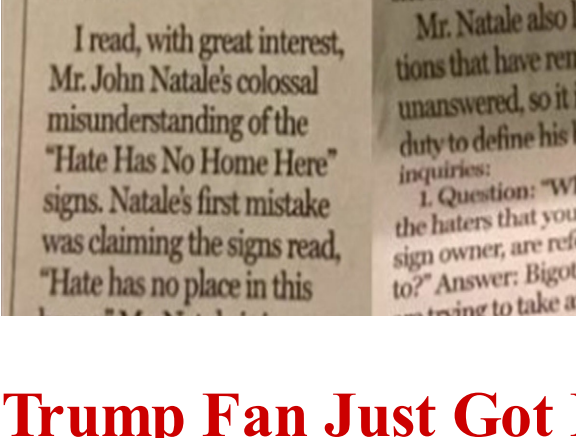 I read, with great interest,
Mr. John Natale's colossal
misunderstanding of the
"Hate Has No Home Here"
signs. Natale's first mistake
was claiming the signs read,
"Hate has no place in this
Mr. Natale also
tions that have
unanswered, so it
duty to define his
inquiries:
1. Question:
the haters that you
sign owner, are
to?" Answer:
to take
Trump Fan Just Got